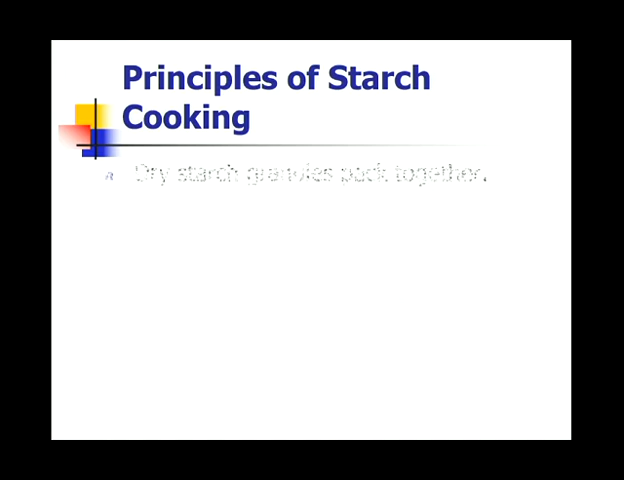 Principles of Starch
Cooking
Dry starch granules pack together.